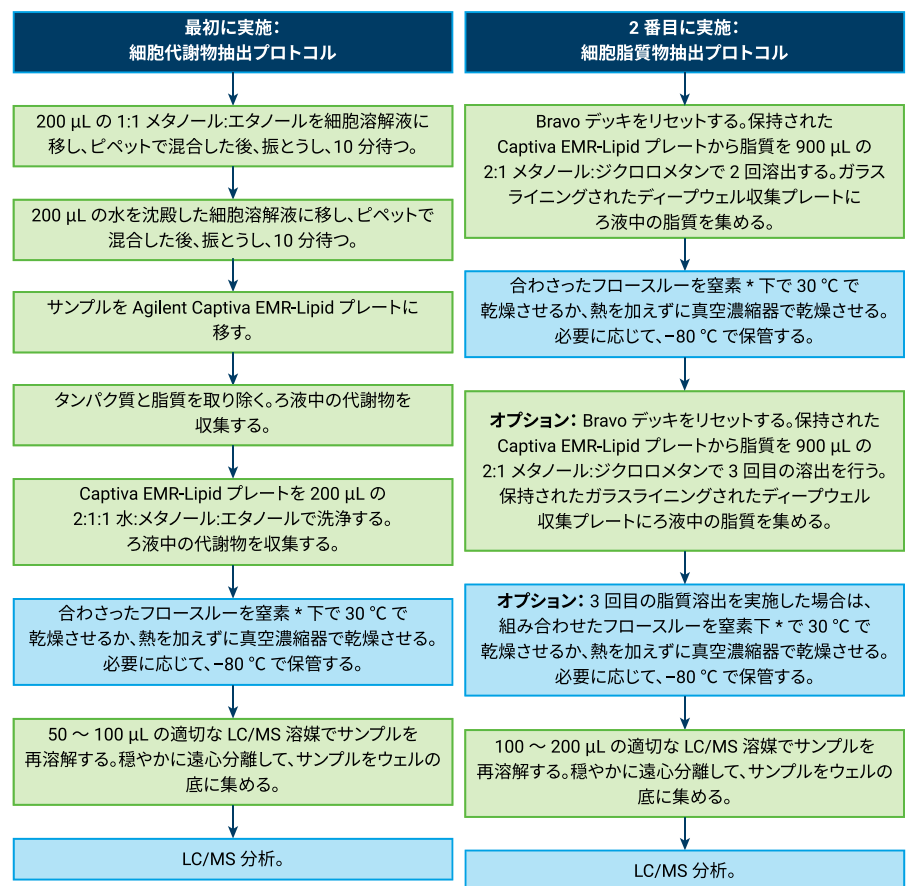 最初に実施：
細胞代謝物抽出プロトコル
200 µL の 1:1 メタノール:エタノールを細胞溶解液に
移し、ピペットで混合した後、振とうし、10 分待つ。
200 µL の水を沈殿した細胞溶解液に移し、ピペットで
混合した後、振とうし、10 分待つ。
サンプルを Agilent Captiva EMR-Lipid プレートに
移す。
タンパク質と脂質を取り除く。ろ液中の代謝物を
収集する。
Captiva EMR-Lipid プレートを 200 µL の
2:1:1 水:メタノール:エタノールで洗浄する。
ろ液中の代謝物を収集する。
合わさったフロースルーを窒素 * 下で 30 °C で
乾燥させるか、熱を加えずに真空濃縮器で乾燥させる。
必要に応じて、−80 °C で保管する。
50 ～ 100 µL の適切な LC/MS 溶媒でサンプルを
再溶解する。穏やかに遠心分離して、サンプルをウェルの
底に集める。
LC/MS 分析。
2 番目に実施：
細胞脂質物抽出プロトコル
Bravo デッキをリセットする。保持された
Captiva EMR-Lipid プレートから脂質を 900 µL の
2:1 メタノール:ジクロロメタンで 2 回溶出する。ガラス
ライニングされたディープウェル収集プレートに
ろ液中の脂質を集める。
合わさったフロースルーを窒素 * 下で 30 °C で
乾燥させるか、熱を加えずに真空濃縮器で乾燥させる。
必要に応じて、−80 °C で保管する。
オプション： Bravo デッキをリセットする。保持された
Captiva EMR-Lipid プレートから脂質を 900 µL の
2:1 メタノール:ジクロロメタンで 3 回目の溶出を行う。
保持されたガラスライニングされたディープウェル
収集プレートにろ液中の脂質を集める。
オプション： 3 回目の脂質溶出を実施した場合は、
組み合わせたフロースルーを窒素下 * で 30 °C で
乾燥させるか、熱を加えずに真空濃縮器で乾燥させる。
必要に応じて、−80 °C で保管する。
100 ～ 200 µL の適切な LC/MS 溶媒でサンプルを
再溶解する。穏やかに遠心分離して、サンプルをウェルの
底に集める。
LC/MS 分析。